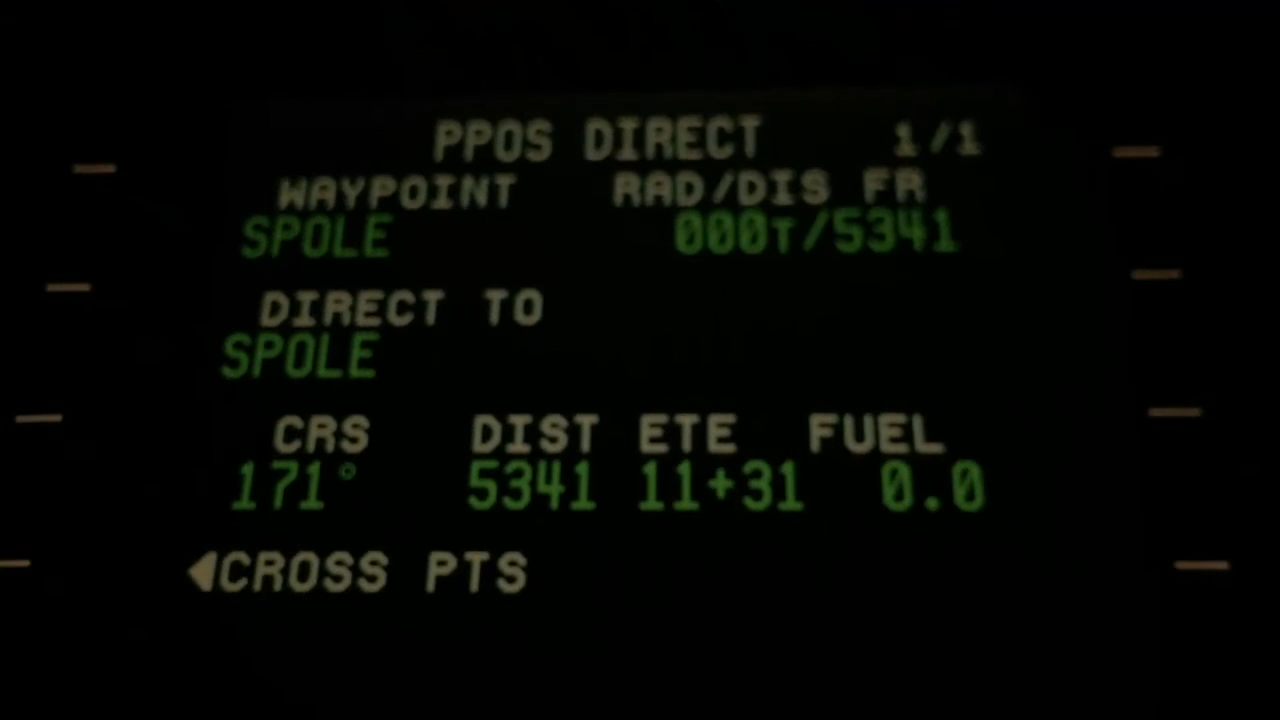 PPOS DIRECT 1/1
WAYPOINT RAD/DIS FR
SPOLE 000T/5341
DIRECT TO
SPOLE
CRS DIST ETE FUEL
171° 5341 11+31 0.0
◀CROSS PTS